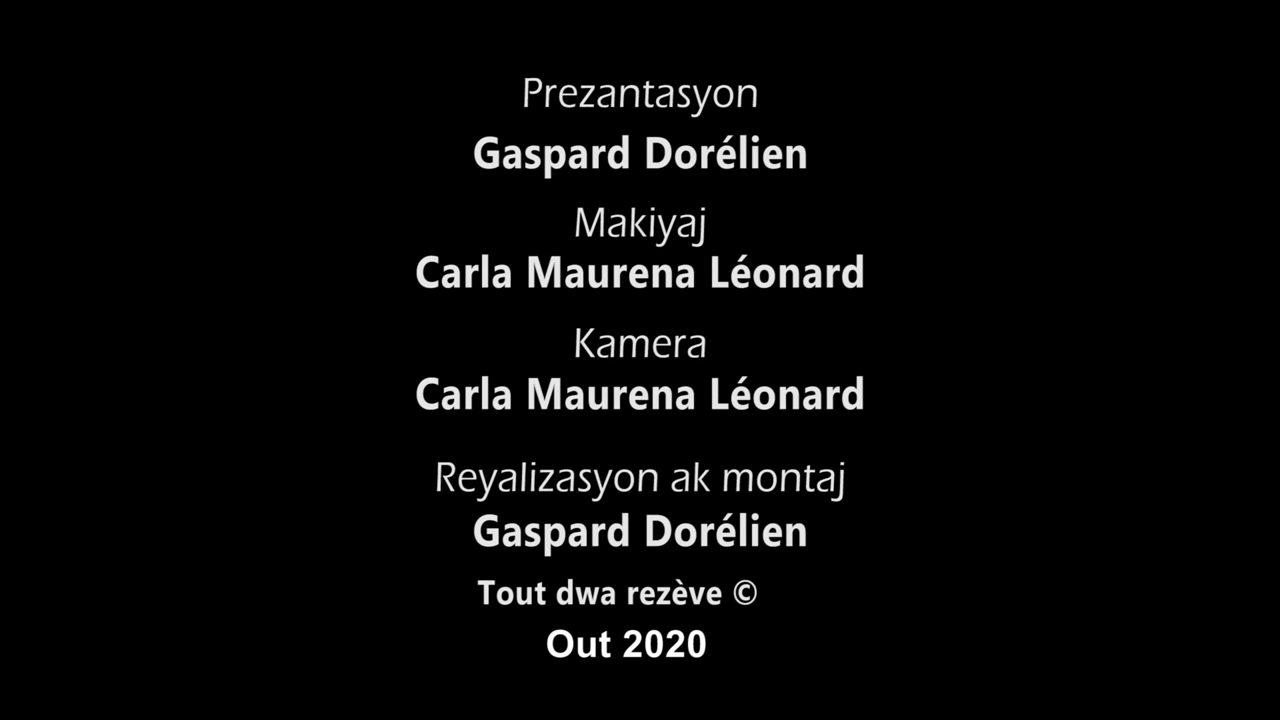 Prezantasyon
Gaspard Dorélien
Makiyaj
Carla Maurena Léonard
Kamera
Carla Maurena Léonard
Reyalizasyon ak montaj
Gaspard Dorélien
Tout dwa rezève ©
Out 2020